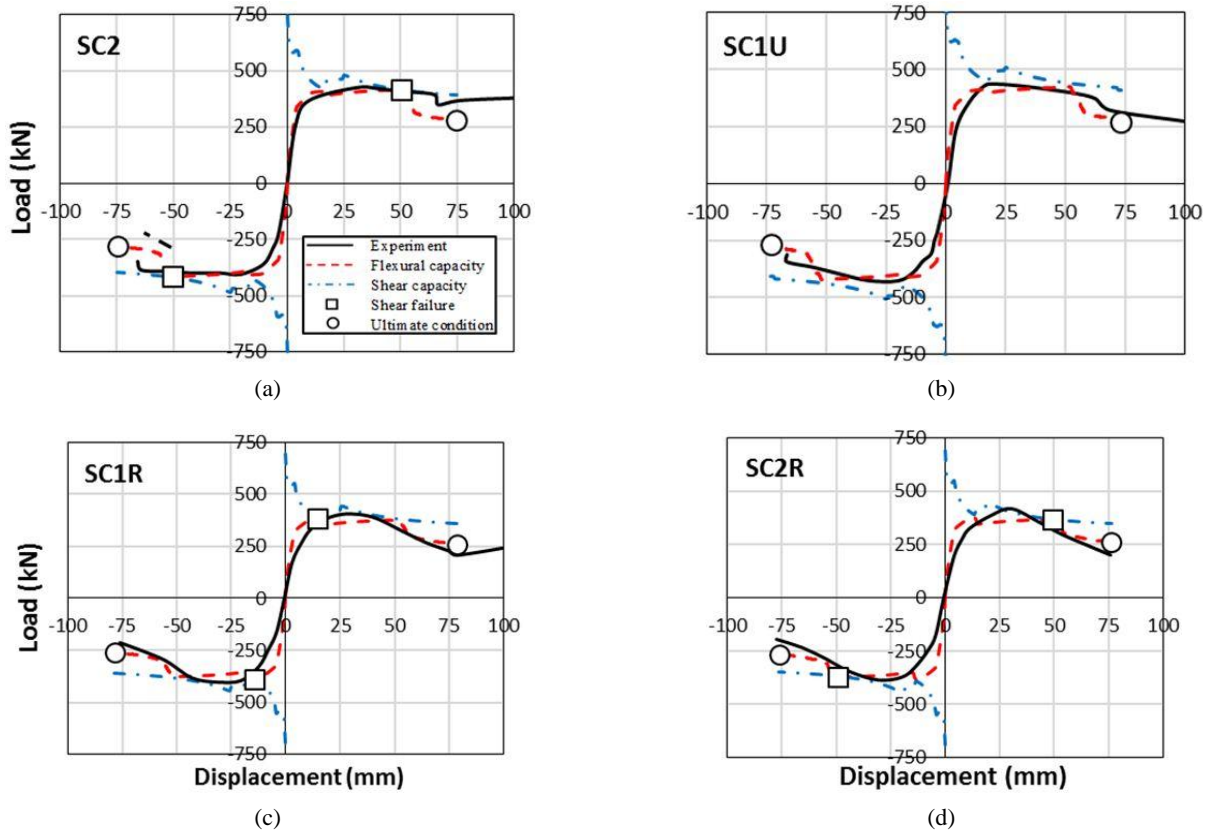 SC2
750
500
250
0
-250
-500
-750
-100 -75 -50 -25 0 25 50 75 100
Load (kN)
Experiment
Flexural capacity
Shear capacity
Shear failure
Ultimate condition
(a)
SC1U
750
500
250
0
-250
-500
-750
-100 -75 -50 -25 0 25 50 75 100
(b)
SC1R
750
500
250
0
-250
-500
-750
-100 -75 -50 -25 0 25 50 75 100
Load (kN)
Displacement (mm)
(c)
SC2R
750
500
250
0
-250
-500
-750
-100 -75 -50 -25 0 25 50 75 100
Displacement (mm)
(d)